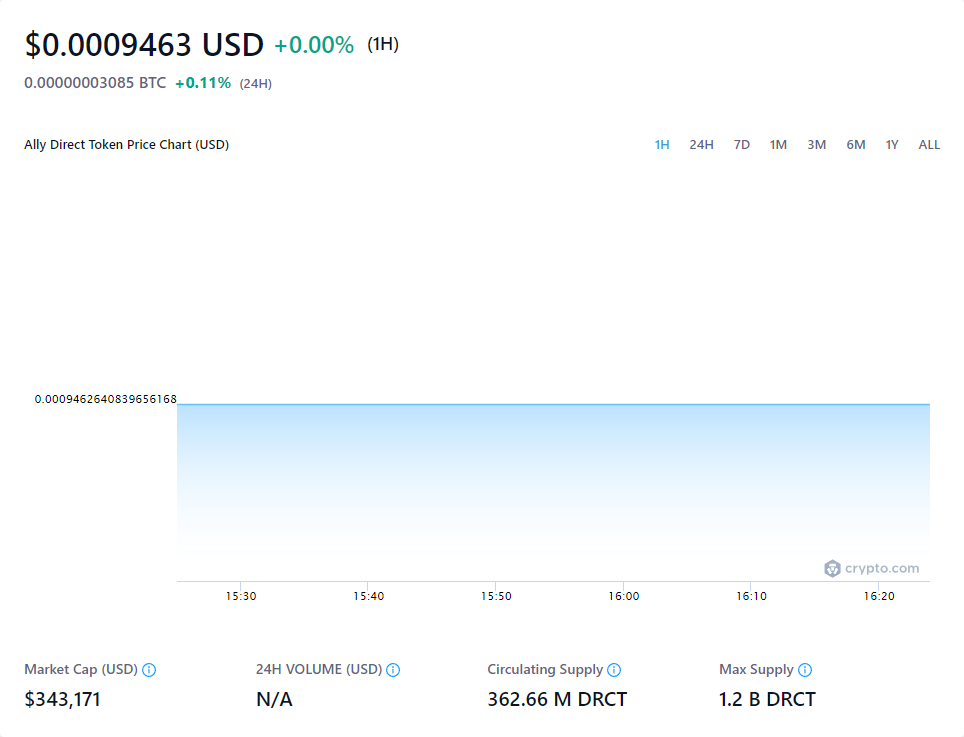 $0.0009463 USD +0.00% (1H)
0.00000003085 BTC +0.11% (24H)
Ally Direct Token Price Chart (USD) 1H 24H 7D 1M 3M 6M 1Y ALL
0.0009462640839656168
crypto.com
15:30 15:40 15:50 16:00 16:10 16:20
Market Cap (USD) 24H VOLUME (USD) Circulating Supply Max Supply
$343,171 N/A 362.66 M DRCT 1.2 B DRCT